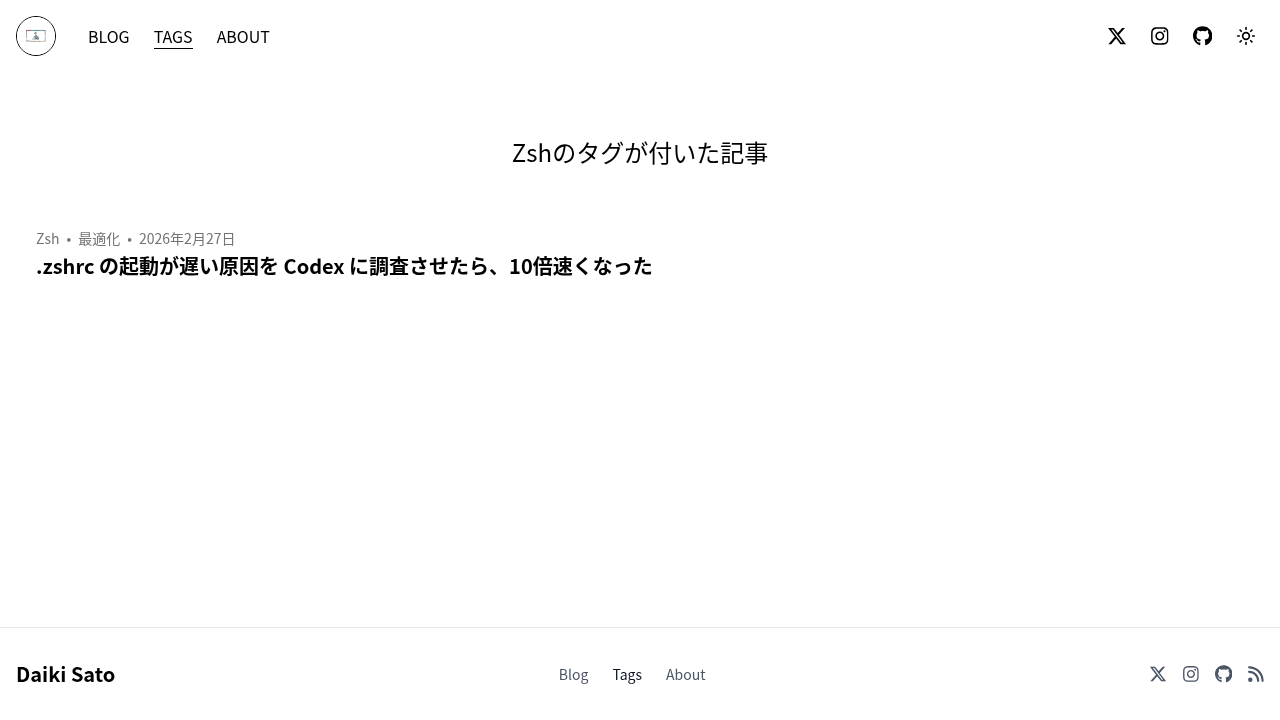 BLOG TAGS ABOUT
Zshのタグが付いた記事
Zsh • 最適化 • 2026年2月27日
.zshrc の起動が遅い原因を Codex に調査させたら、10倍速くなった
Daiki Sato
Blog Tags About